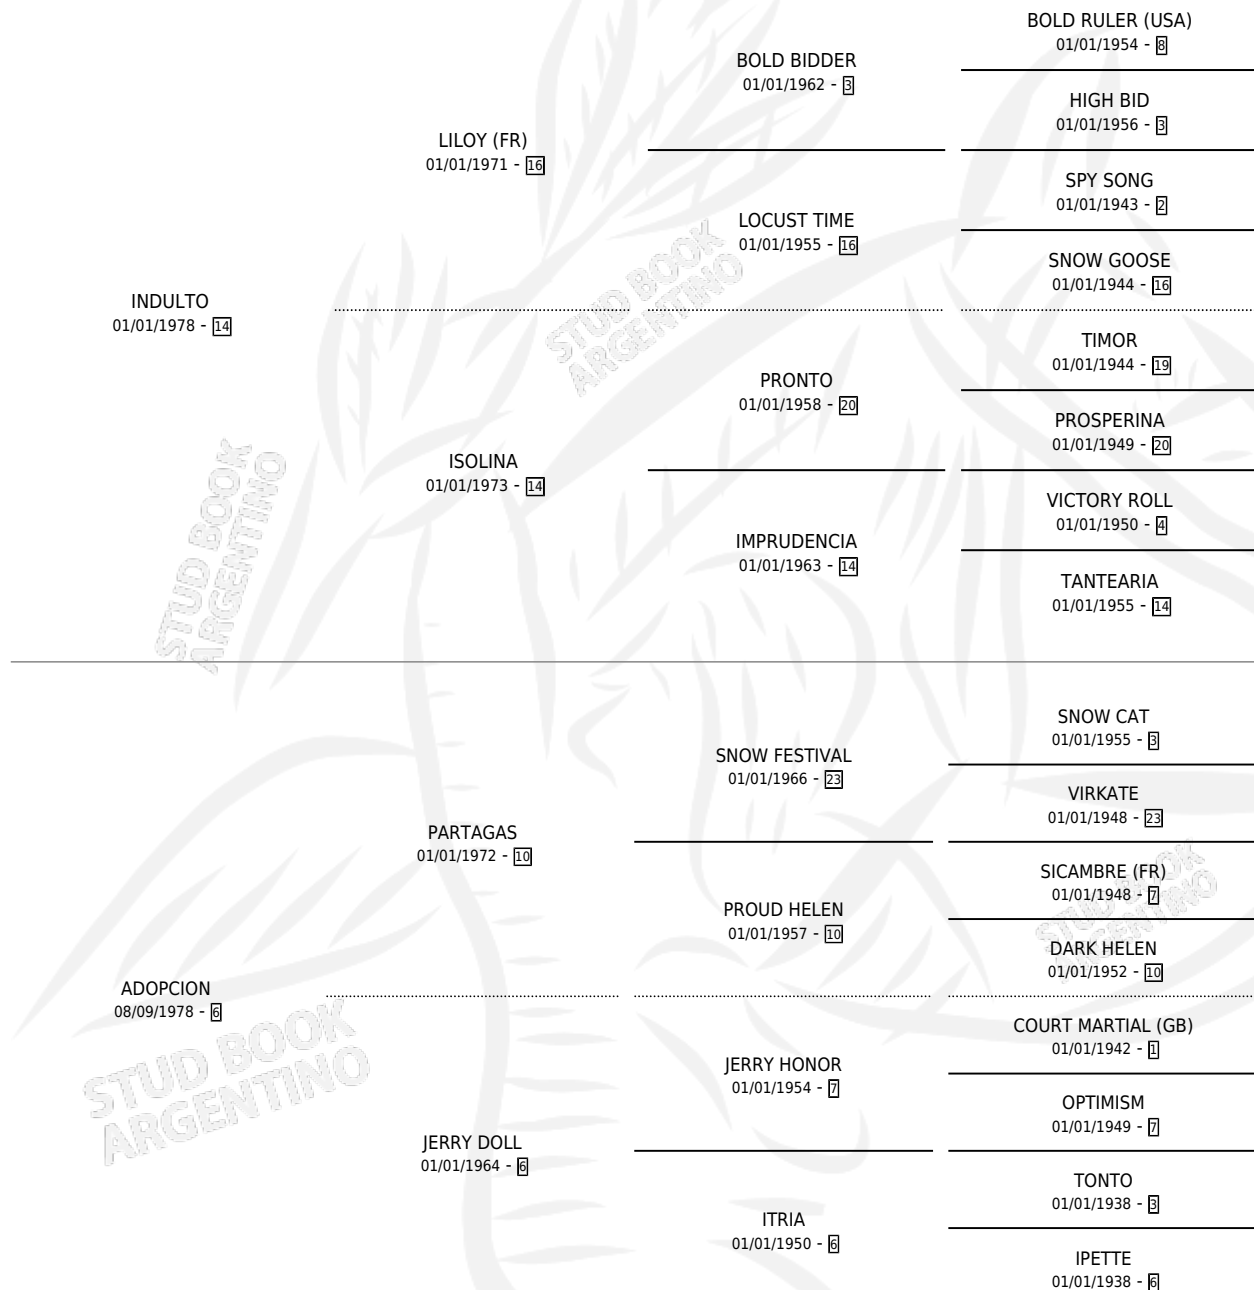 BOLD RULER (USA)
01/01/1954 - 8
BOLD BIDDER
01/01/1962 - 3
HIGH BID
01/01/1956 - 3
LILOY (FR)
01/01/1971 - 16
SPY SONG
01/01/1943 - 2
LOCUST TIME
01/01/1955 - 16
SNOW GOOSE
01/01/1944 - 16
INDULTO
01/01/1978 - 14
TIMOR
01/01/1944 - 19
PRONTO
01/01/1958 - 20
PROSPERINA
01/01/1949 - 20
ISOLINA
01/01/1973 - 14
VICTORY ROLL
01/01/1950 - 4
IMPRUDENCIA
01/01/1963 - 14
TANTEARIA
01/01/1955 - 14
SNOW CAT
01/01/1955 - 3
SNOW FESTIVAL
01/01/1966 - 23
VIRKATE
01/01/1948 - 23
PARTAGAS
01/01/1972 - 10
SICAMBRE (FR)
01/01/1948 - 7
PROUD HELEN
01/01/1957 - 10
DARK HELEN
01/01/1952 - 10
ADOPCION
08/09/1978 - 6
COURT MARTIAL (GB)
01/01/1942 - 1
JERRY HONOR
01/01/1954 - 7
OPTIMISM
01/01/1949 - 7
JERRY DOLL
01/01/1964 - 6
TONTO
01/01/1938 - 3
ITRIA
01/01/1950 - 6
IPETTE
01/01/1938 - 6
STUD BOOK
ARGENTINO
STUD BOOK
ARGENTINO
STUD BOOK
ARGENTINO
STUD BOOK
ARGENTINO